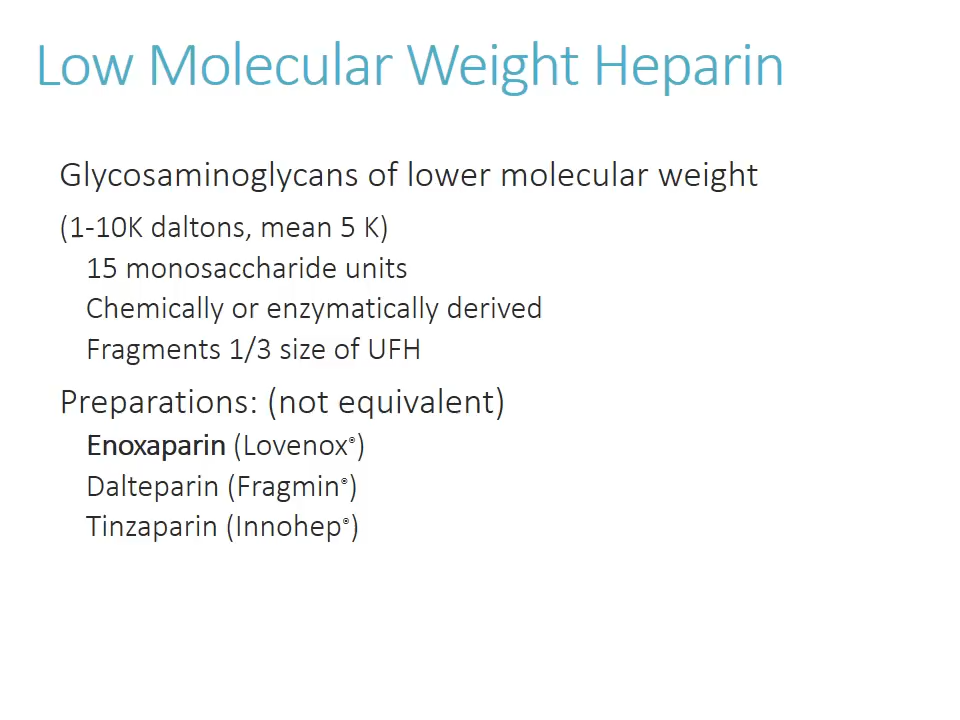 Low Molecular Weight Heparin
Glycosaminoglycans of lower molecular weight
(1-10K daltons, mean 5 K)
15 monosaccharide units
Chemically or enzymatically derived
Fragments 1/3 size of UFH
Preparations: (not equivalent)
Enoxaparin (Lovenox®)
Dalteparin (Fragmin®)
Tinzaparin (Innohep®)